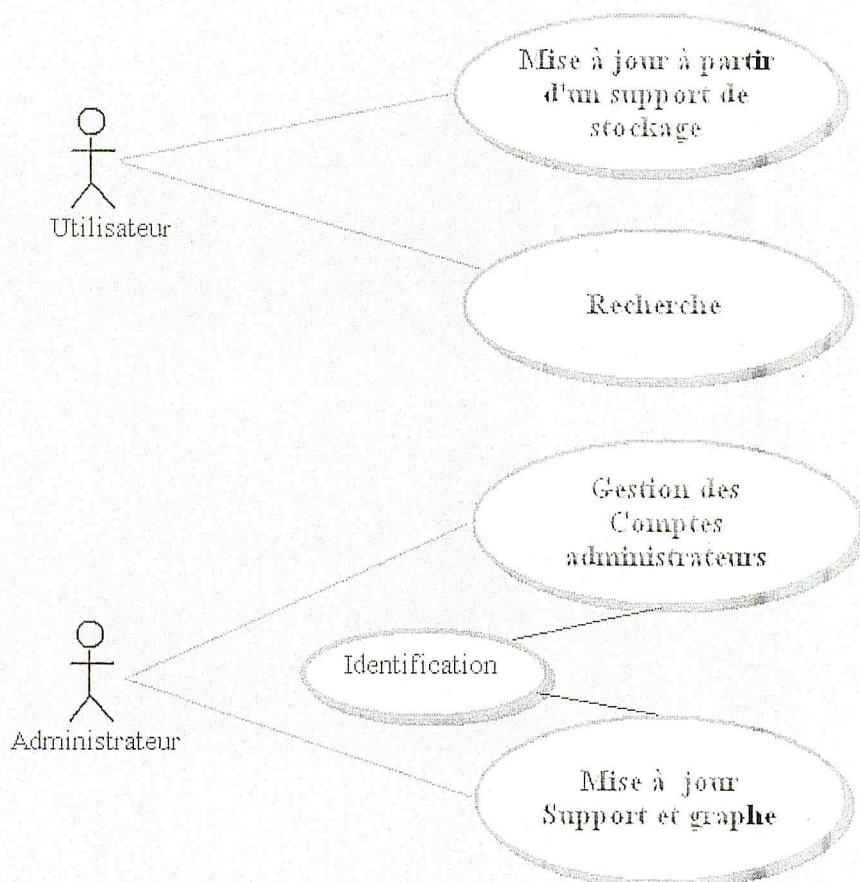 Mise à jour à partir
d'un support de
stockage
Utilisateur
Recherche
Gestion des
Comptes
administrateurs
Identification
Administrateur
Mise à jour
Support et graphe